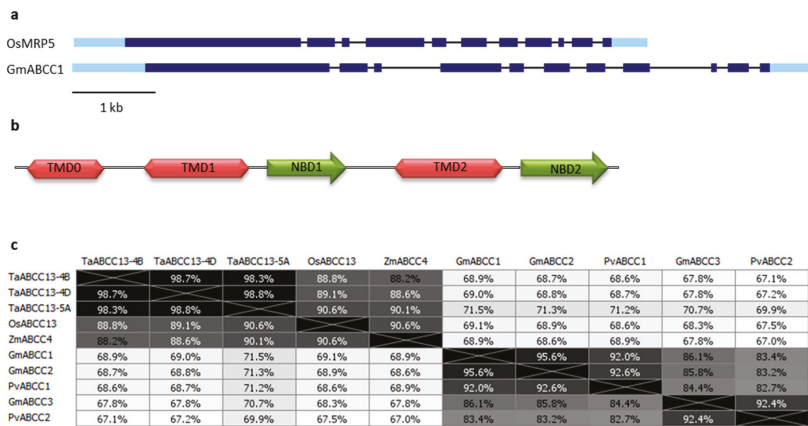 a
OsMRP5
GmABCC1
1 kb
b
TMD0 TMD1 NBD1 TMD2 NBD2
c
TaABCC13-4B TaABCC13-4D TaABCC13-5A OsABCC13 ZmABCC4 GmABCC1 GmABCC2 PvABCC1 GmABCC3 PvABCC2
TaABCC13-4B 98.7% 98.3% 88.8% 88.2% 68.9% 68.7% 68.6% 67.8% 67.1%
TaABCC13-4D 98.7% 98.8% 89.1% 88.6% 69.0% 68.8% 68.7% 67.8% 67.2%
TaABCC13-5A 98.3% 98.8% 90.6% 90.1% 71.5% 71.3% 71.2% 70.7% 69.9%
OsABCC13 88.8% 89.1% 90.6% 90.6% 69.1% 68.9% 68.6% 68.3% 67.5%
ZmABCC4 88.2% 88.6% 90.1% 90.6% 68.9% 68.6% 68.9% 67.8% 67.0%
GmABCC1 68.9% 69.0% 71.5% 69.1% 68.9% 95.6% 92.0% 86.1% 83.4%
GmABCC2 68.7% 68.8% 71.3% 68.9% 68.6% 95.6% 92.6% 85.8% 83.2%
PvABCC1 68.6% 68.7% 71.2% 68.6% 68.9% 92.0% 92.6% 84.4% 82.7%
GmABCC3 67.8% 67.8% 70.7% 68.3% 67.8% 86.1% 85.8% 84.4% 92.4%
PvABCC2 67.1% 67.2% 69.9% 67.5% 67.0% 83.4% 83.2% 82.7% 92.4%